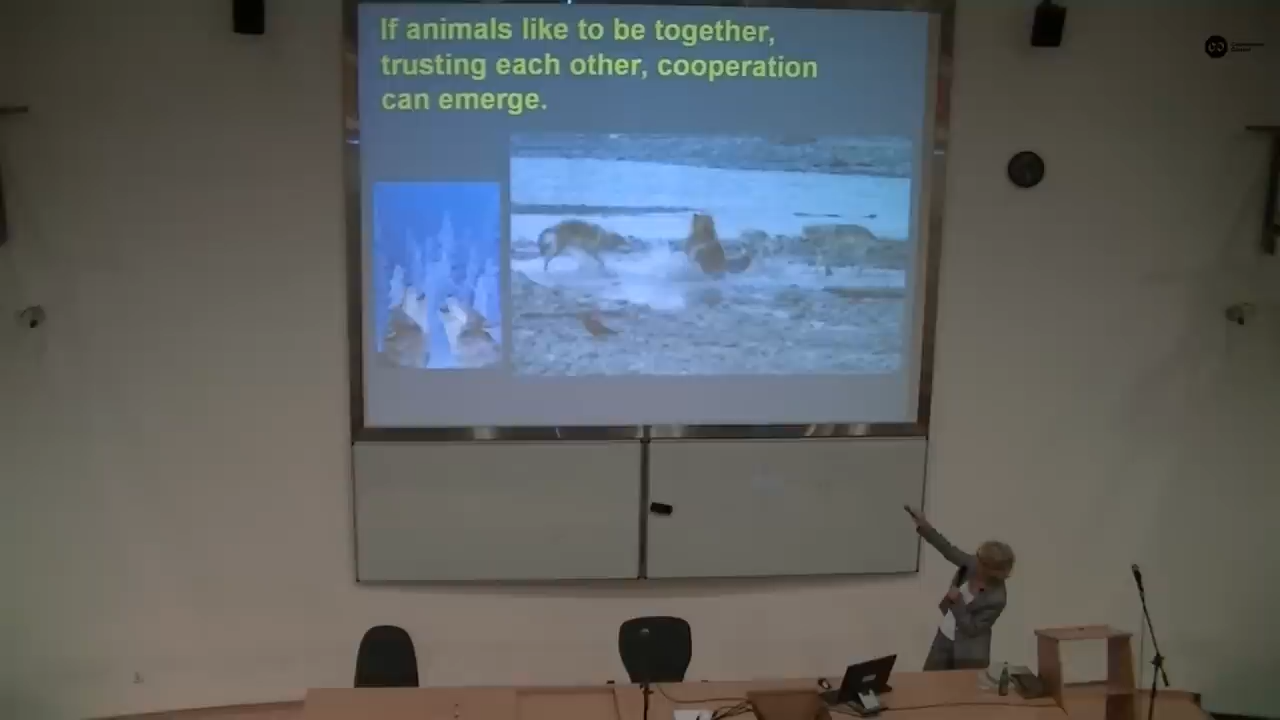 If animals like to be together,
trusting each other, cooperation
can emerge.